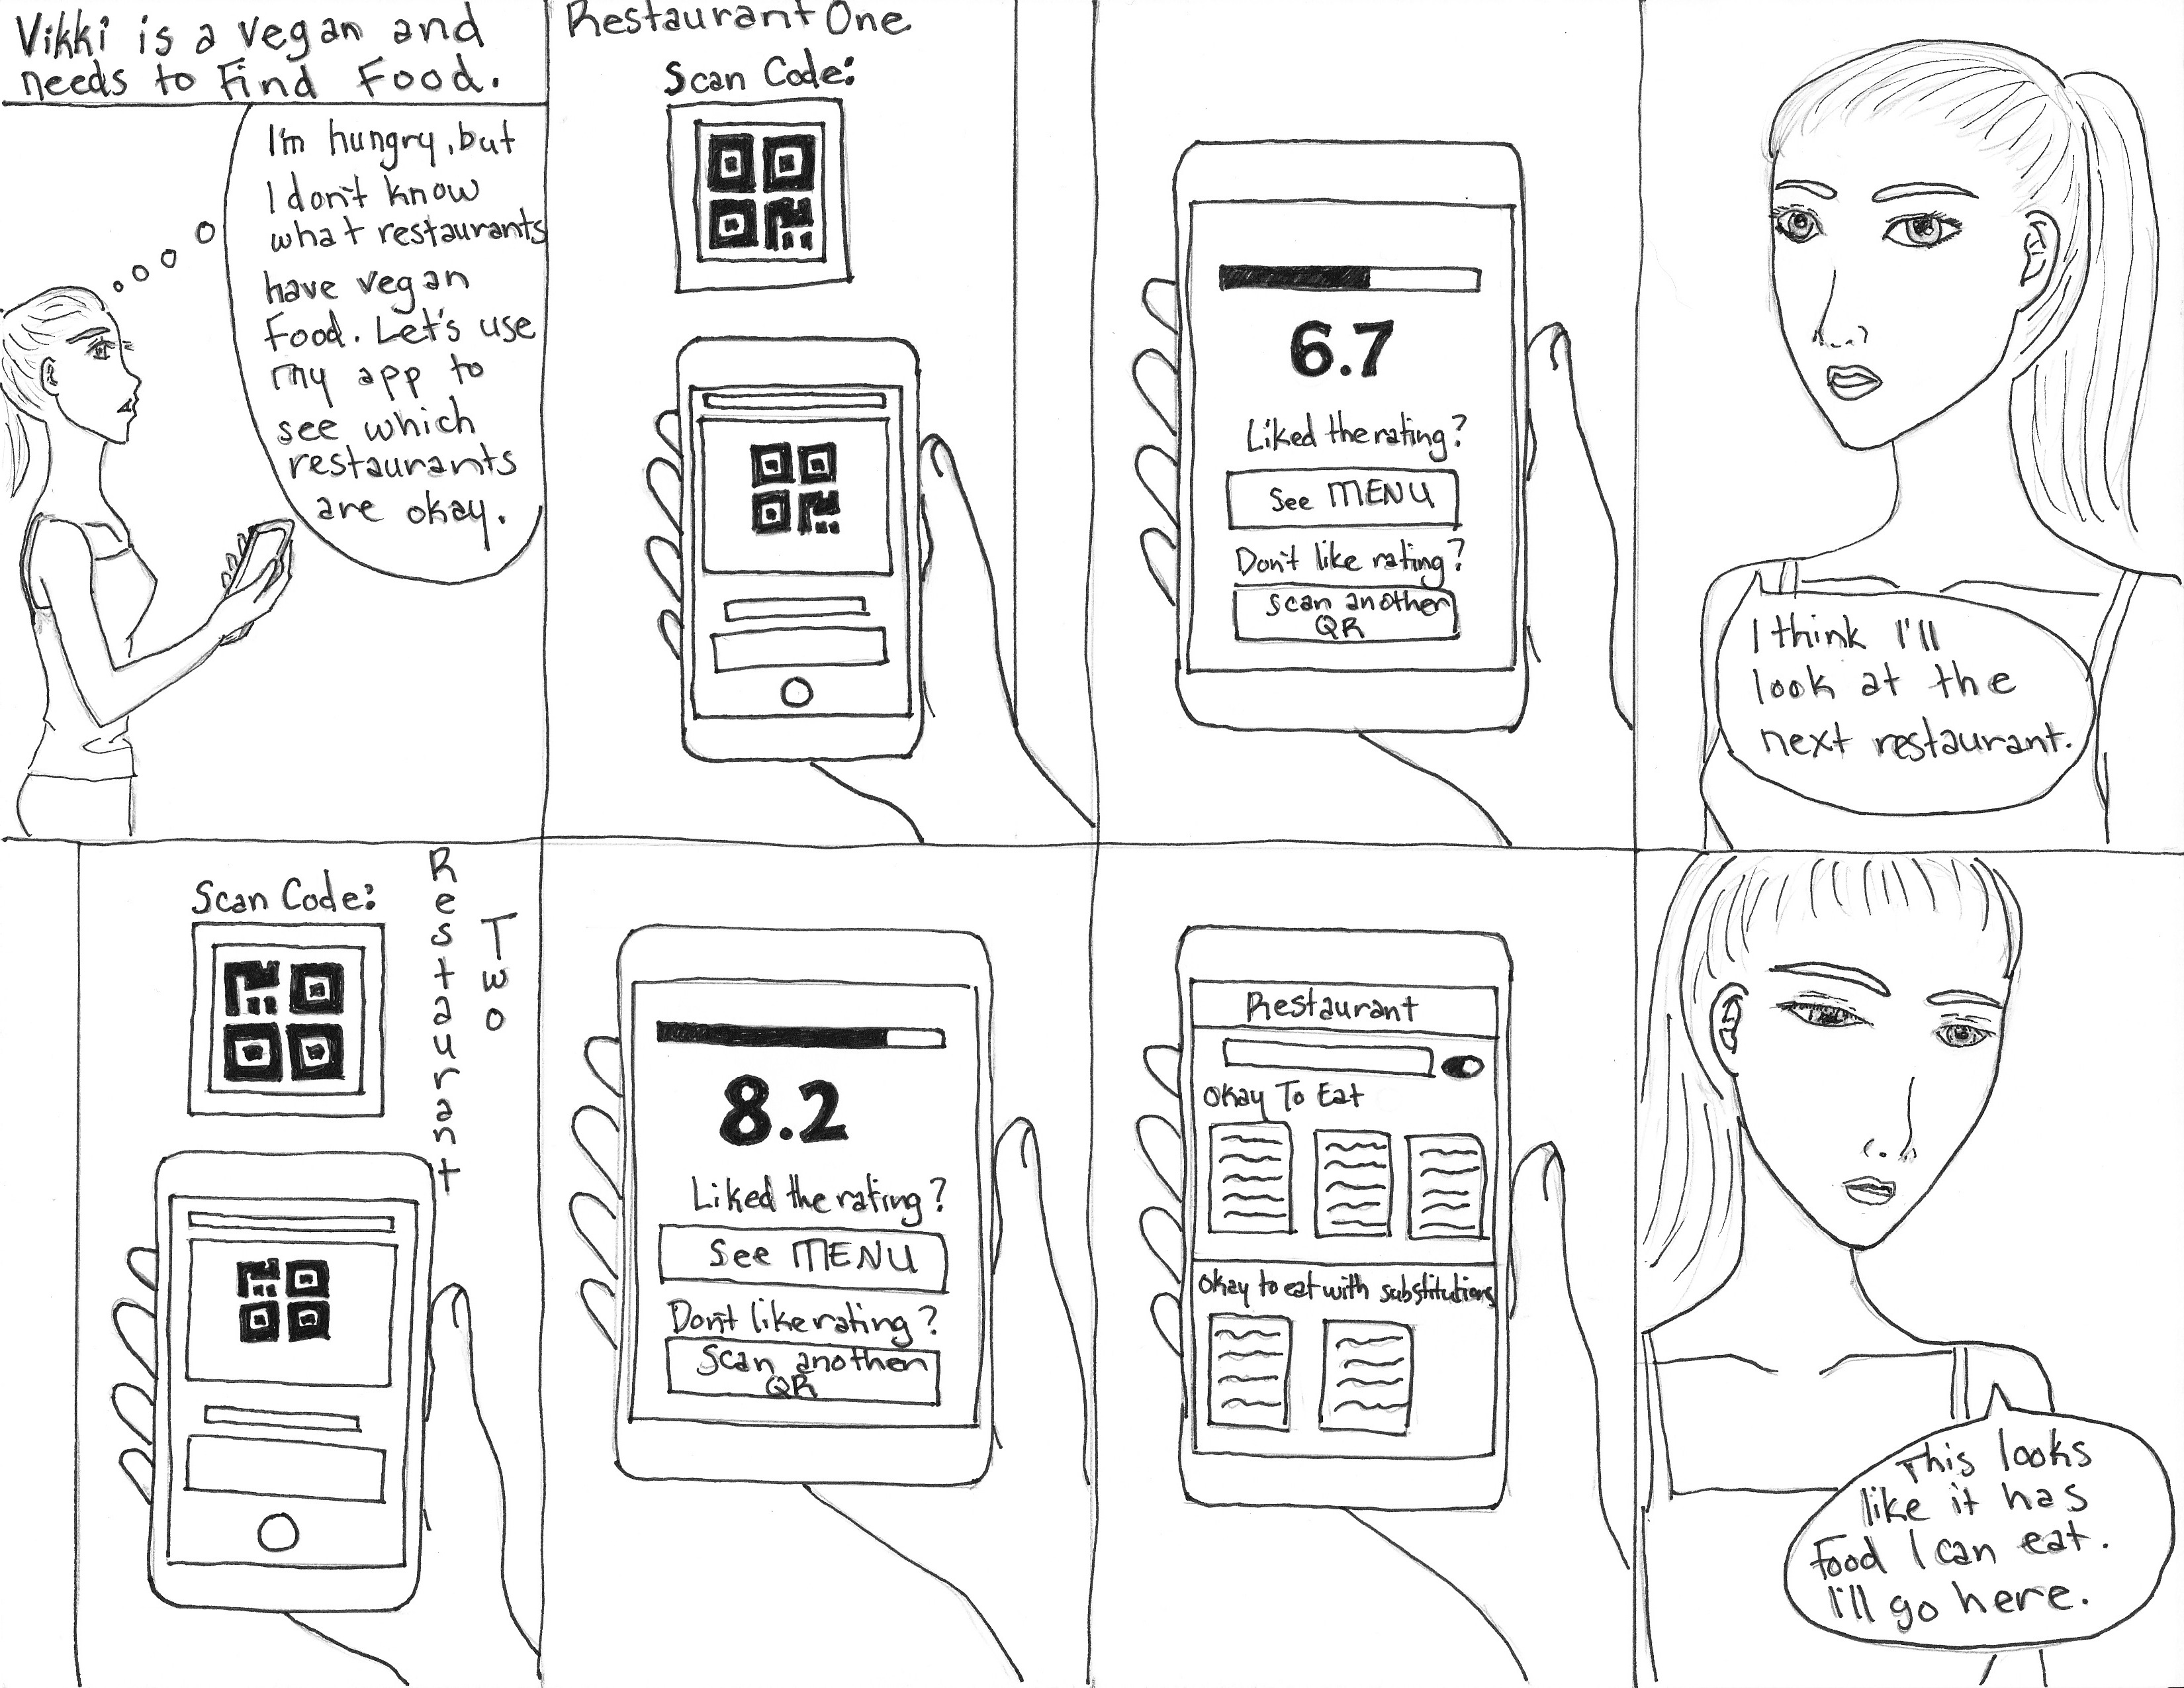 Vikki is a vegan and
needs to Find Food.
I'm hungry, but
I don't know
what restaurants
have vegan
Food. Let's use
my app to
see which
restaurants
are okay.
Restaurant One
Scan Code:
6.7
Liked the rating?
See MENU
Don't like rating?
Scan another
QR
I think I'll
look at the
next restaurant.
Scan Code:
Restaurant
Two
8.2
Liked the rating?
See MENU
Don't like rating?
Scan another
QR
Restaurant
Okay To Eat
Okay to eat with substitutions
This looks
like it has
Food I can eat.
I'll go here.